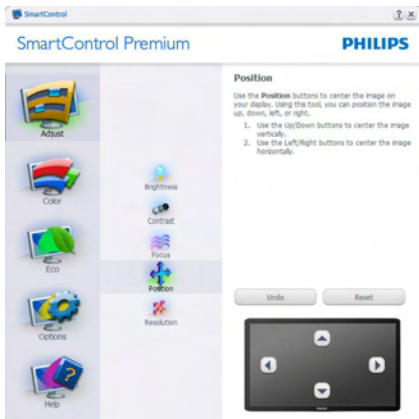 SmartControl
SmartControl Premium
PHILIPS
Adjust
Color
Eco
Options
Help
Brightness
Contrast
Focus
Position
Resolution
Position
Use the Position buttons to center the image on
your display. Using this tool, you can position the image
up, down, left, or right.
1. Use the Up/Down buttons to center the image
vertically.
2. Use the Left/Right buttons to center the image
horizontally.
Undo
Reset